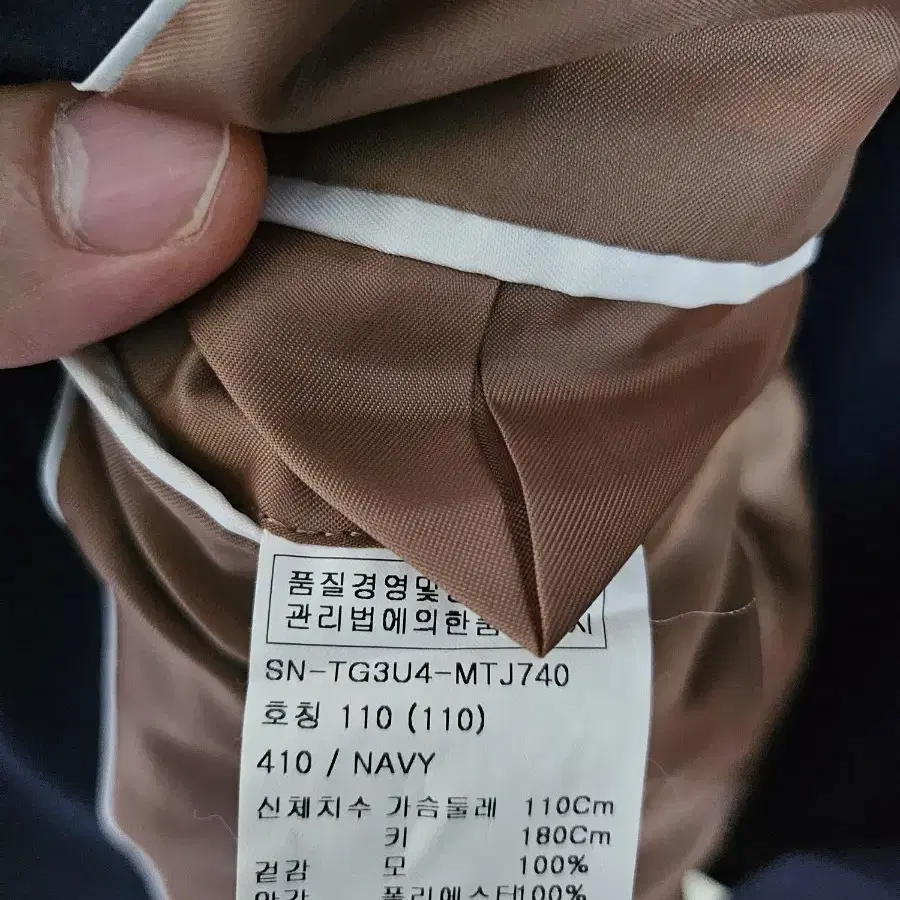 품질경영및
관리법에의한품
SN-TG3U4-MTJ740
호칭 110 (110)
410 / NAVY
신체치수 가슴둘레 110Cm
키 180Cm
겉감 모 100%
안감 폴리에스터100%